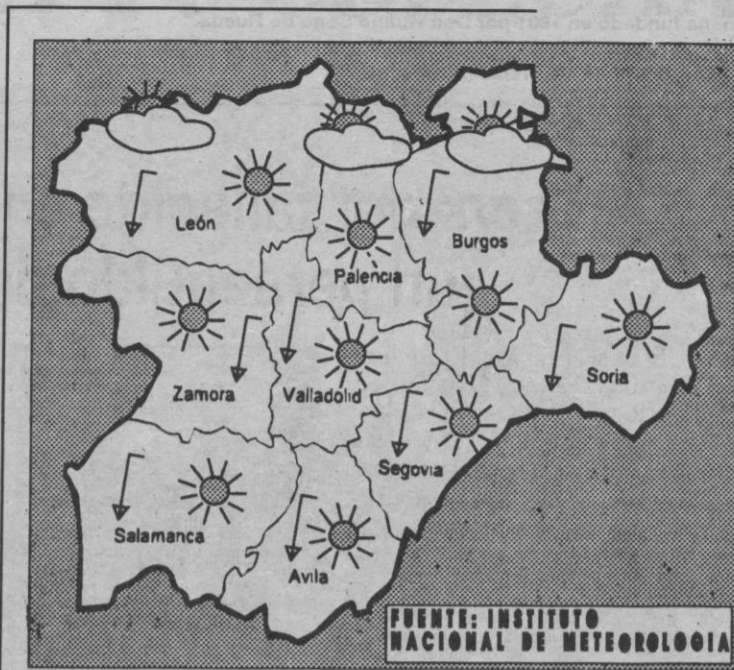 León
Burgos
Palencia
Soria
Zamora
Valladolid
Segovia
Salamanca
Avila
FUENTE: INSTITUTO
NACIONAL DE METEOROLOGIA